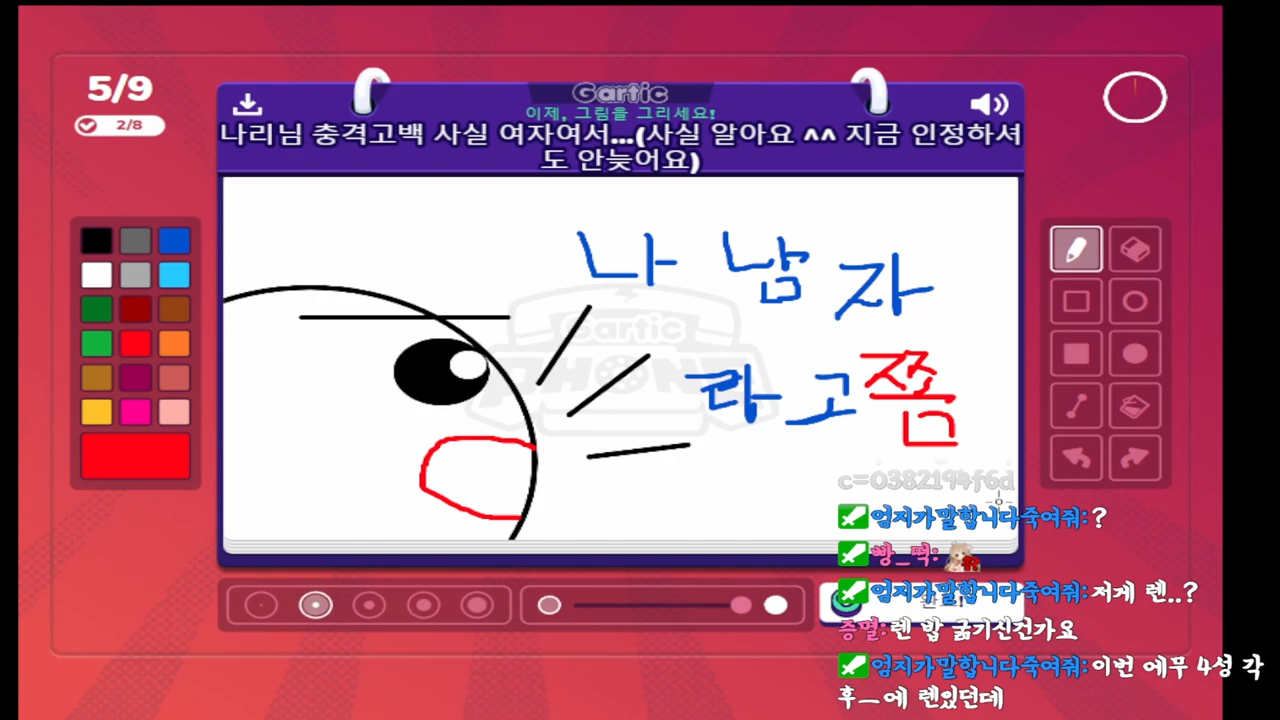 5/9
2/8
Gartic
이제, 그림을 그리세요!
나리님 충격고백 사실 여자여서...(사실 알아요 ^^ 지금 인정하셔
도 안늦어요)
Gartic
PHONE
나 남자
라고 쫌
c=0382194f6d
엄지가말합니다죽여줘:?
빵_떡:
엄지가말합니다죽여줘:저게 렌..?
증멸:렌 밥 굶기신건가요
엄지가말합니다죽여줘:이번 에무 4성 각
후ㅡ에 렌있던데